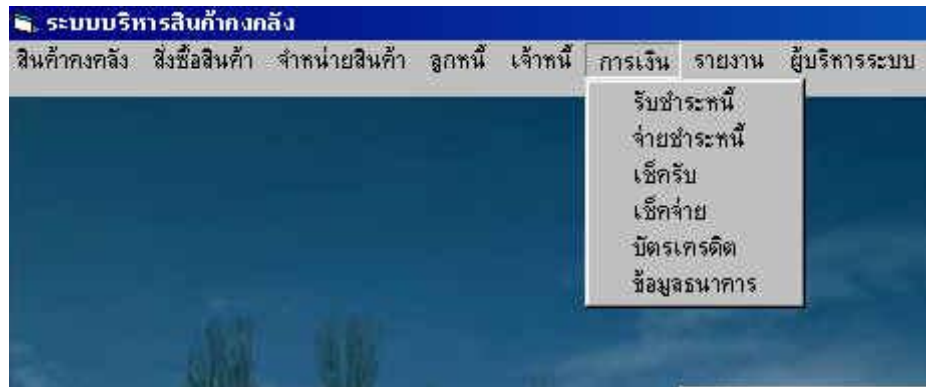 ระบบบริหารสินค้าคงคลัง
สินค้าคงคลัง สั่งซื้อสินค้า จำหน่ายสินค้า ลูกหนี้ เจ้าหนี้ การเงิน รายงาน ผู้บริหารระบบ
รับชำระหนี้
จ่ายชำระหนี้
เช็ครับ
เช็คจ่าย
บัตรเครดิต
ข้อมูลธนาคาร